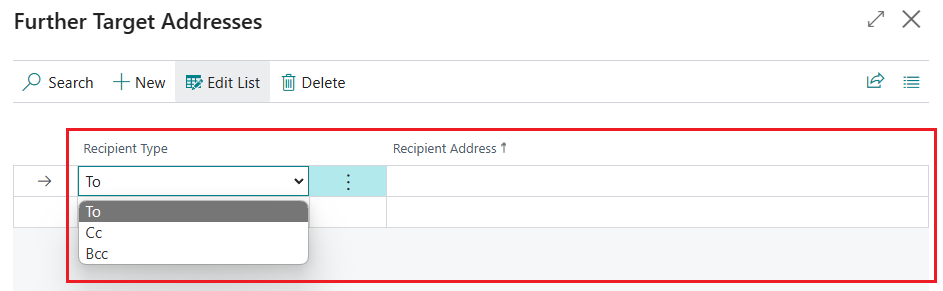 Further Target Addresses
Search New Edit List Delete
Recipient Type Recipient Address ↑
To
To
Cc
Bcc